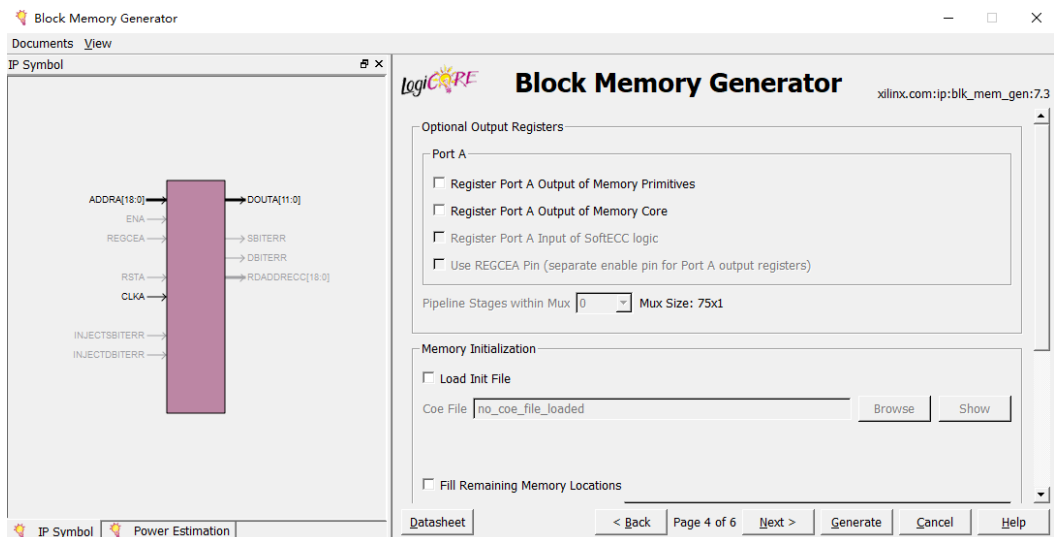 Block Memory Generator
Documents View
IP Symbol
ADDRA[18:0]
DOUTA[11:0]
ENA
REGCEA
SBITERR
DBITERR
RSTA
RDADDRECC[18:0]
CLKA
INJECTSBITERR
INJECTDBITERR
IP Symbol
Power Estimation
LogiCORE
Block Memory Generator
xilinx.com:ip:blk_mem_gen:7.3
Optional Output Registers
Port A
Register Port A Output of Memory Primitives
Register Port A Output of Memory Core
Register Port A Input of SoftECC logic
Use REGCEA Pin (separate enable pin for Port A output registers)
Pipeline Stages within Mux 0 Mux Size: 75x1
Memory Initialization
Load Init File
Coe File no_coe_file_loaded Browse Show
Fill Remaining Memory Locations
Datasheet < Back Page 4 of 6 Next > Generate Cancel Help